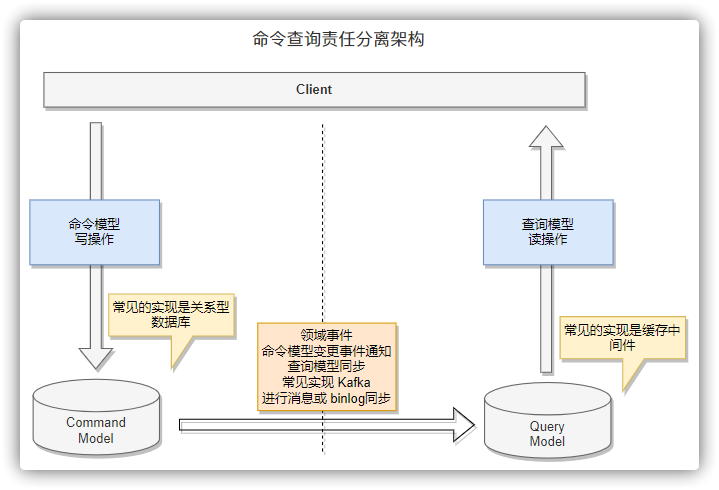 命令查询责任分离架构
Client
命令模型
写操作
查询模型
读操作
常见的实现是关系型
数据库
领域事件
命令模型变更事件通知
查询模型同步
常见实现 Kafka
进行消息或 binlog同步
常见的实现是缓存中
间件
Command
Model
Query
Model